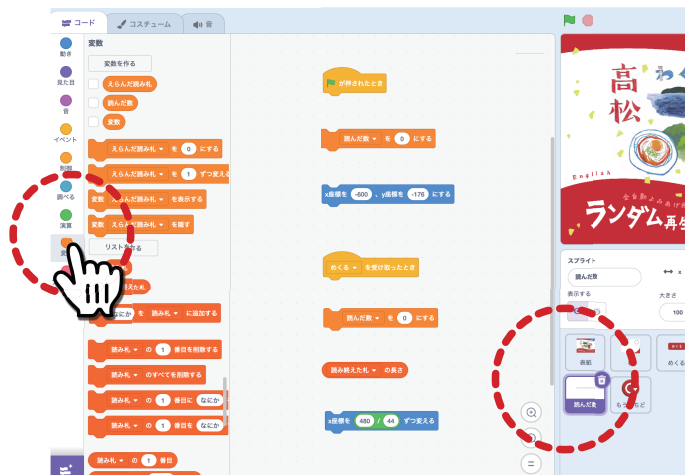 コード
コスチューム
音
動き
見た目
音
イベント
制御
調べる
演算
変数
変数を作る
えらんだ読み札
読んだ数
変数
えらんだ読み札 を 0 にする
えらんだ読み札 を 1 ずつ変える
変数 えらんだ読み札 を表示する
変数 えらんだ読み札 を隠す
リストを作る
なにか を 読み札 に追加する
読み札 の 1 番目を削除する
読み札 のすべてを削除する
読み札 の 1 番目に なにか
読み札 の 1 番目を なにか
読み札 の 1 番目
が押されたとき
読んだ数 を 0 にする
x座標を -600 、y座標を -176 にする
めくる を受け取ったとき
読んだ数 を 0 にする
読み終えた札 の長さ
x座標を 480 / 44 ずつ変える
高松
English
ランダム再生
スプライト
読んだ数
x
表示する
大きさ
100
表紙
めくる
めくる
読んだ数